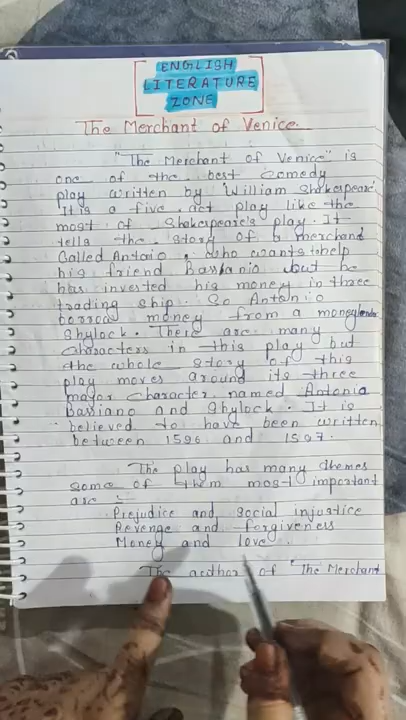 ENGLISH
LITERATURE
ZONE
The Merchant of Venice
"The Merchant of Venice" is
one of the best comedy
play written by 'William Shakespeare'.
It is a five act play like the
most of Shakespeare's play. It
tells the story of a merchand
Called Antoio, who wants to help
his friend Bassanio but he
has invested his money in three
trading ship. So Antonio
borrow money from a moneylender
Shylock. There are many
characters in this play but
the whole story of this
play moves around its three
major character named Antonia
Bassiano and Shylock. It is
believed to have been written
between 1596 and 1597.
The play has many themes
some of them most important
are :-
Prejudice and social injustice
Revenge and forgiveness
Money and love.
The author of "The Merchant